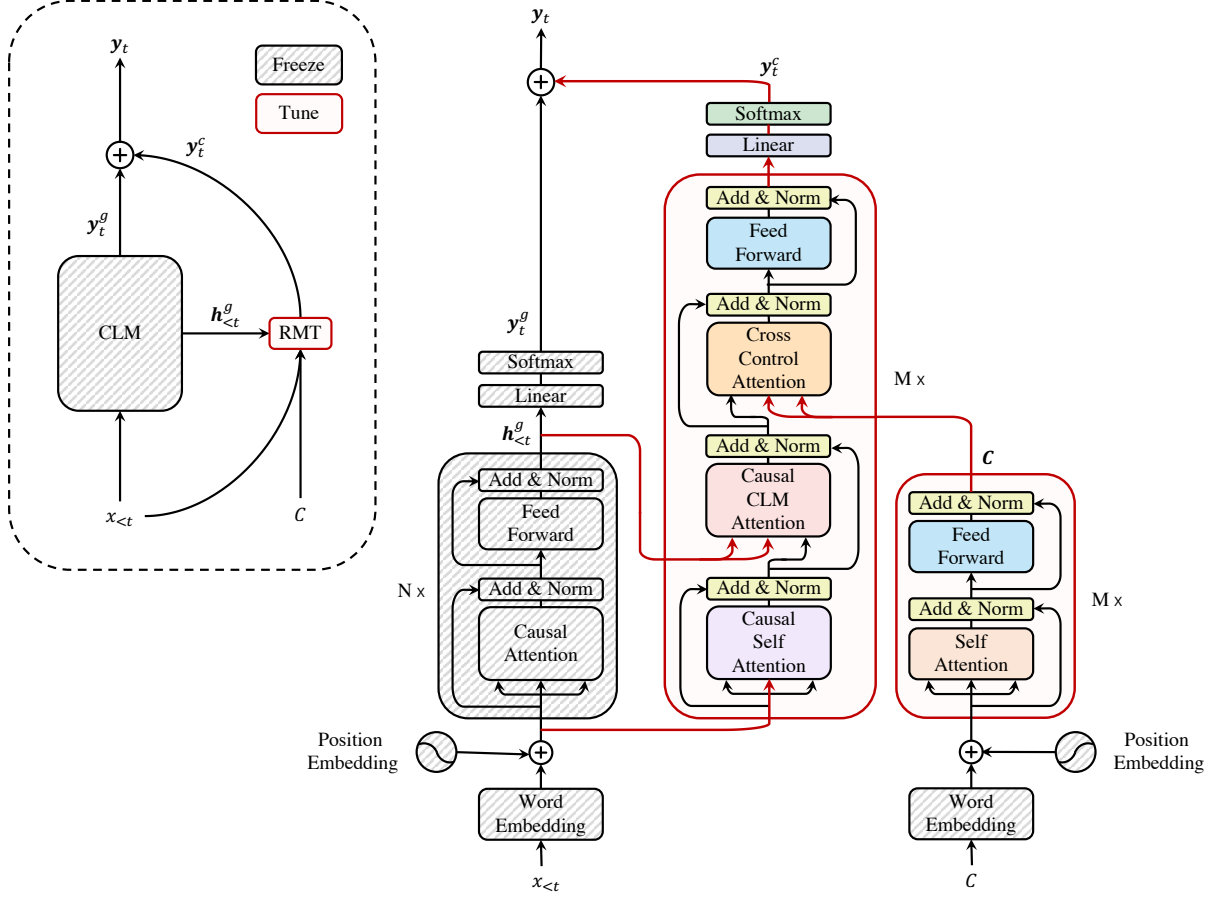 y_t
Freeze
Tune
y_t^c
y_t^g
CLM
h_{<t}^g
RMT
x_{<t}
C
y_t
y_t^c
Softmax
Linear
Add & Norm
Feed
Forward
Add & Norm
Cross
Control
Attention
M ×
Add & Norm
Causal
CLM
Attention
Add & Norm
Causal
Self
Attention
y_t^g
Softmax
Linear
h_{<t}^g
Add & Norm
Feed
Forward
N ×
Add & Norm
Causal
Attention
Position
Embedding
Word
Embedding
x_{<t}
C
Add & Norm
Feed
Forward
Add & Norm
M ×
Self
Attention
Position
Embedding
Word
Embedding
C